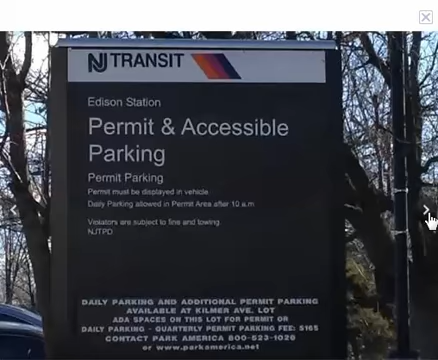 NJ TRANSIT
Edison Station
Permit & Accessible
Parking
Permit Parking
Permit must be displayed in vehicle.
Daily Parking allowed in Permit Area after 10 a.m
Violators are subject to fine and towing.
NJTPD
DAILY PARKING AND ADDITIONAL PERMIT PARKING
AVAILABLE AT KILMER AVE. LOT
ADA SPACES ON THIS LOT FOR PERMIT OR
DAILY PARKING - QUARTERLY PERMIT PARKING FEE: $165
CONTACT PARK AMERICA 800-523-1026
or www.parkamerica.net